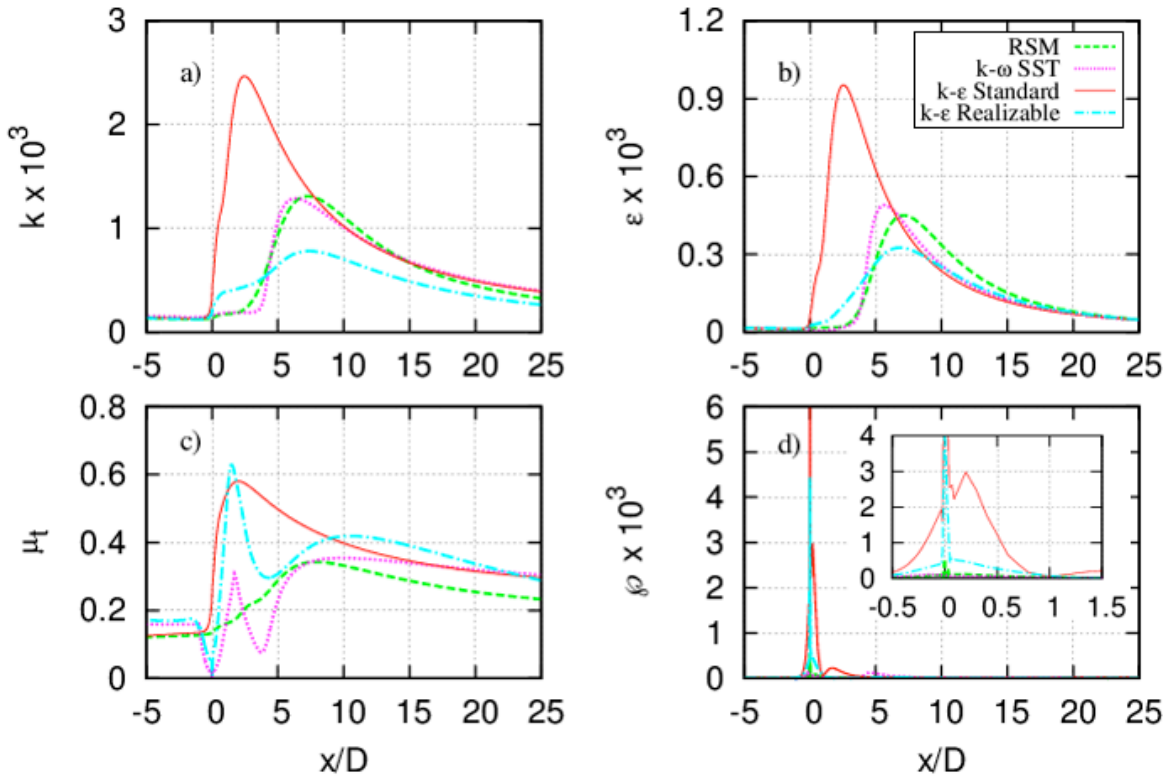 3
2
1
0
k x 10³
a)
-5 0 5 10 15 20 25
1.2
0.9
0.6
0.3
0
ε x 10³
b)
RSM
k-ω SST
k-ε Standard
k-ε Realizable
-5 0 5 10 15 20 25
0.8
0.6
0.4
0.2
0
μt
c)
-5 0 5 10 15 20 25
x/D
6
5
4
3
2
1
0
℘ x 10³
d)
4
3
2
1
0
-0.5 0 0.5 1 1.5
-5 0 5 10 15 20 25
x/D